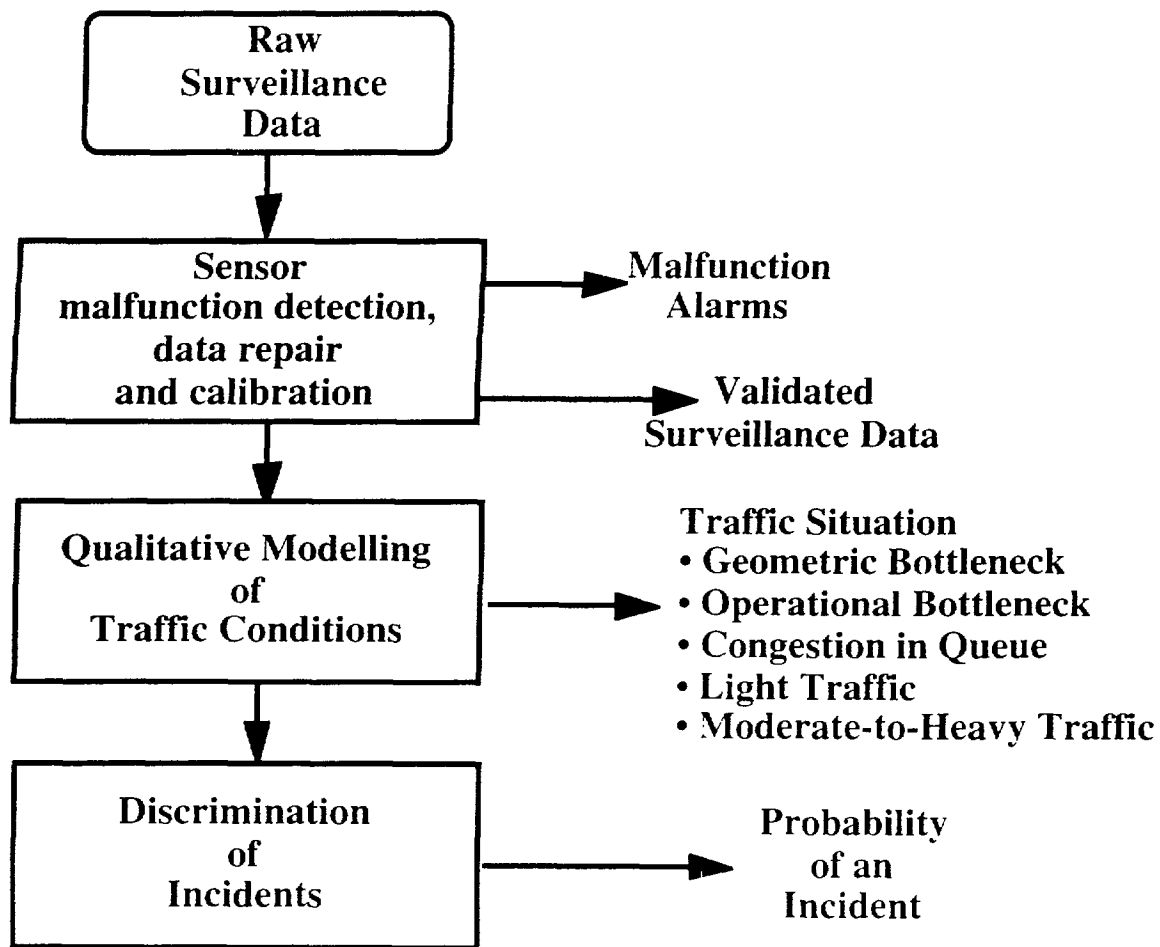 Raw
Surveillance
Data
Sensor
malfunction detection,
data repair
and calibration
Malfunction
Alarms
Validated
Surveillance Data
Qualitative Modelling
of
Traffic Conditions
Traffic Situation
• Geometric Bottleneck
• Operational Bottleneck
• Congestion in Queue
• Light Traffic
• Moderate-to-Heavy Traffic
Discrimination
of
Incidents
Probability
of an
Incident